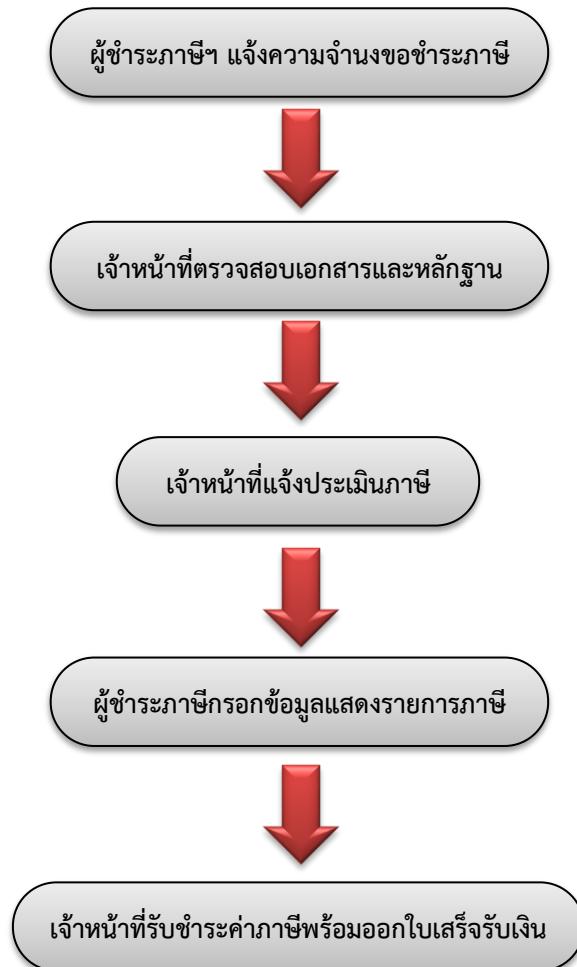 ผู้ชำระภาษีฯ แจ้งความจำนงขอชำระภาษี
เจ้าหน้าที่ตรวจสอบเอกสารและหลักฐาน
เจ้าหน้าที่แจ้งประเมินภาษี
ผู้ชำระภาษีกรอกข้อมูลแสดงรายการภาษี
เจ้าหน้าที่รับชำระค่าภาษีพร้อมออกใบเสร็จรับเงิน